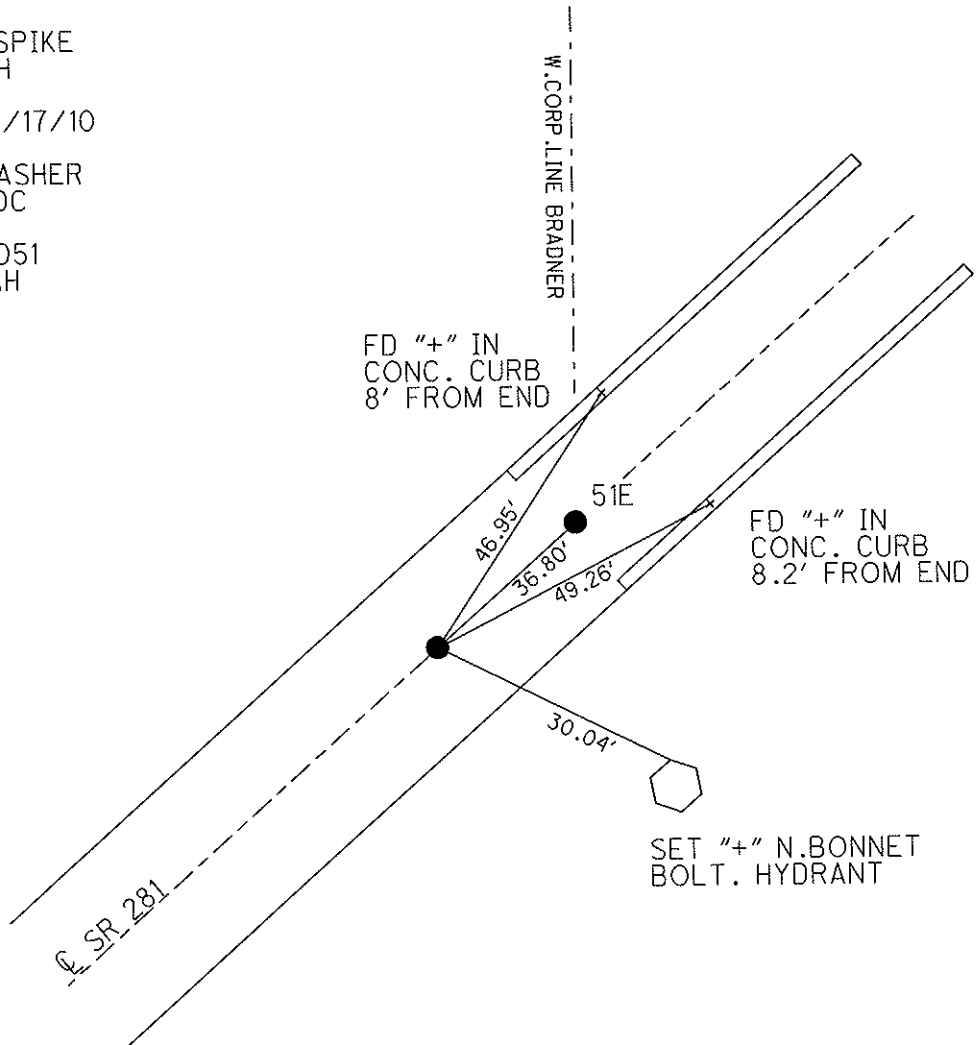 SPIKE
H
/17/10
ASHER
OC
051
.H
W.CORP.LINE BRADNER
FD "+" IN
CONC. CURB
8' FROM END
51E
46.95'
36.80'
49.26'
FD "+" IN
CONC. CURB
8.2' FROM END
30.04'
SET "+" N.BONNET
BOLT. HYDRANT
℄ SR 281